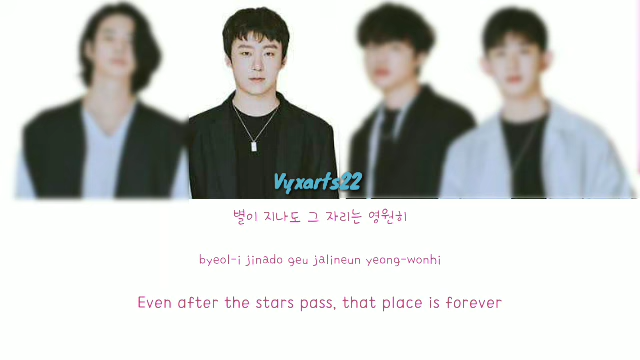 Vyxarts22
별이 지나도 그 자리는 영원히
byeol-i jinado geu jalineun yeong-wonhi
Even after the stars pass, that place is forever